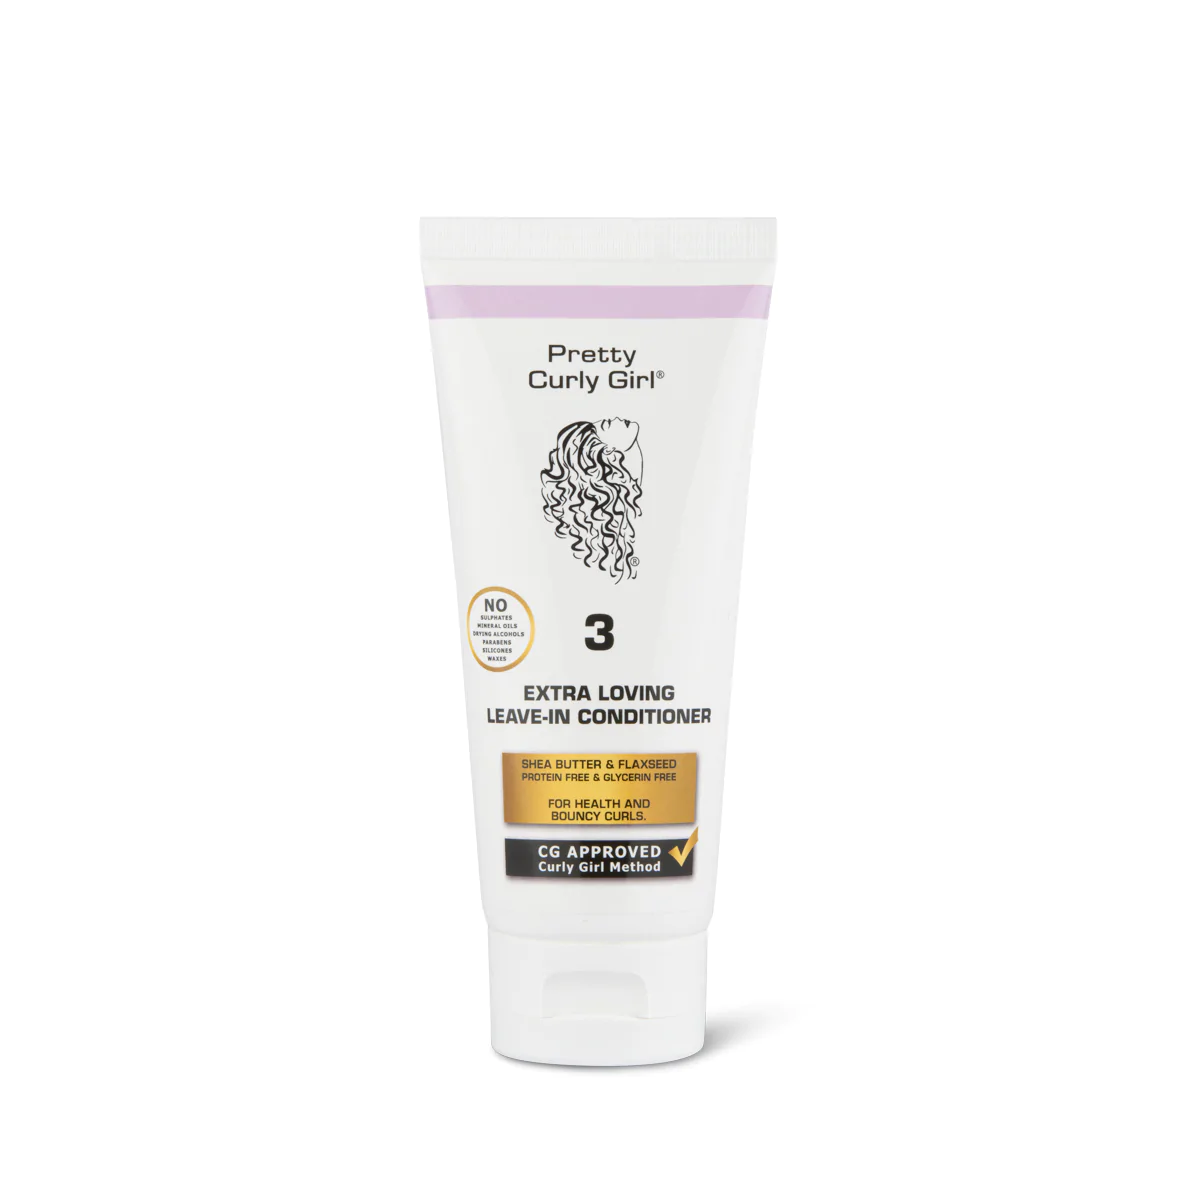 Pretty
Curly Girl®
®
NO
SULPHATES
MINERAL OILS
DRYING ALCOHOLS
PARABENS
SILICONES
WAXES
3
EXTRA LOVING
LEAVE-IN CONDITIONER
SHEA BUTTER & FLAXSEED
PROTEIN FREE & GLYCERIN FREE
FOR HEALTH AND
BOUNCY CURLS.
CG APPROVED
Curly Girl Method